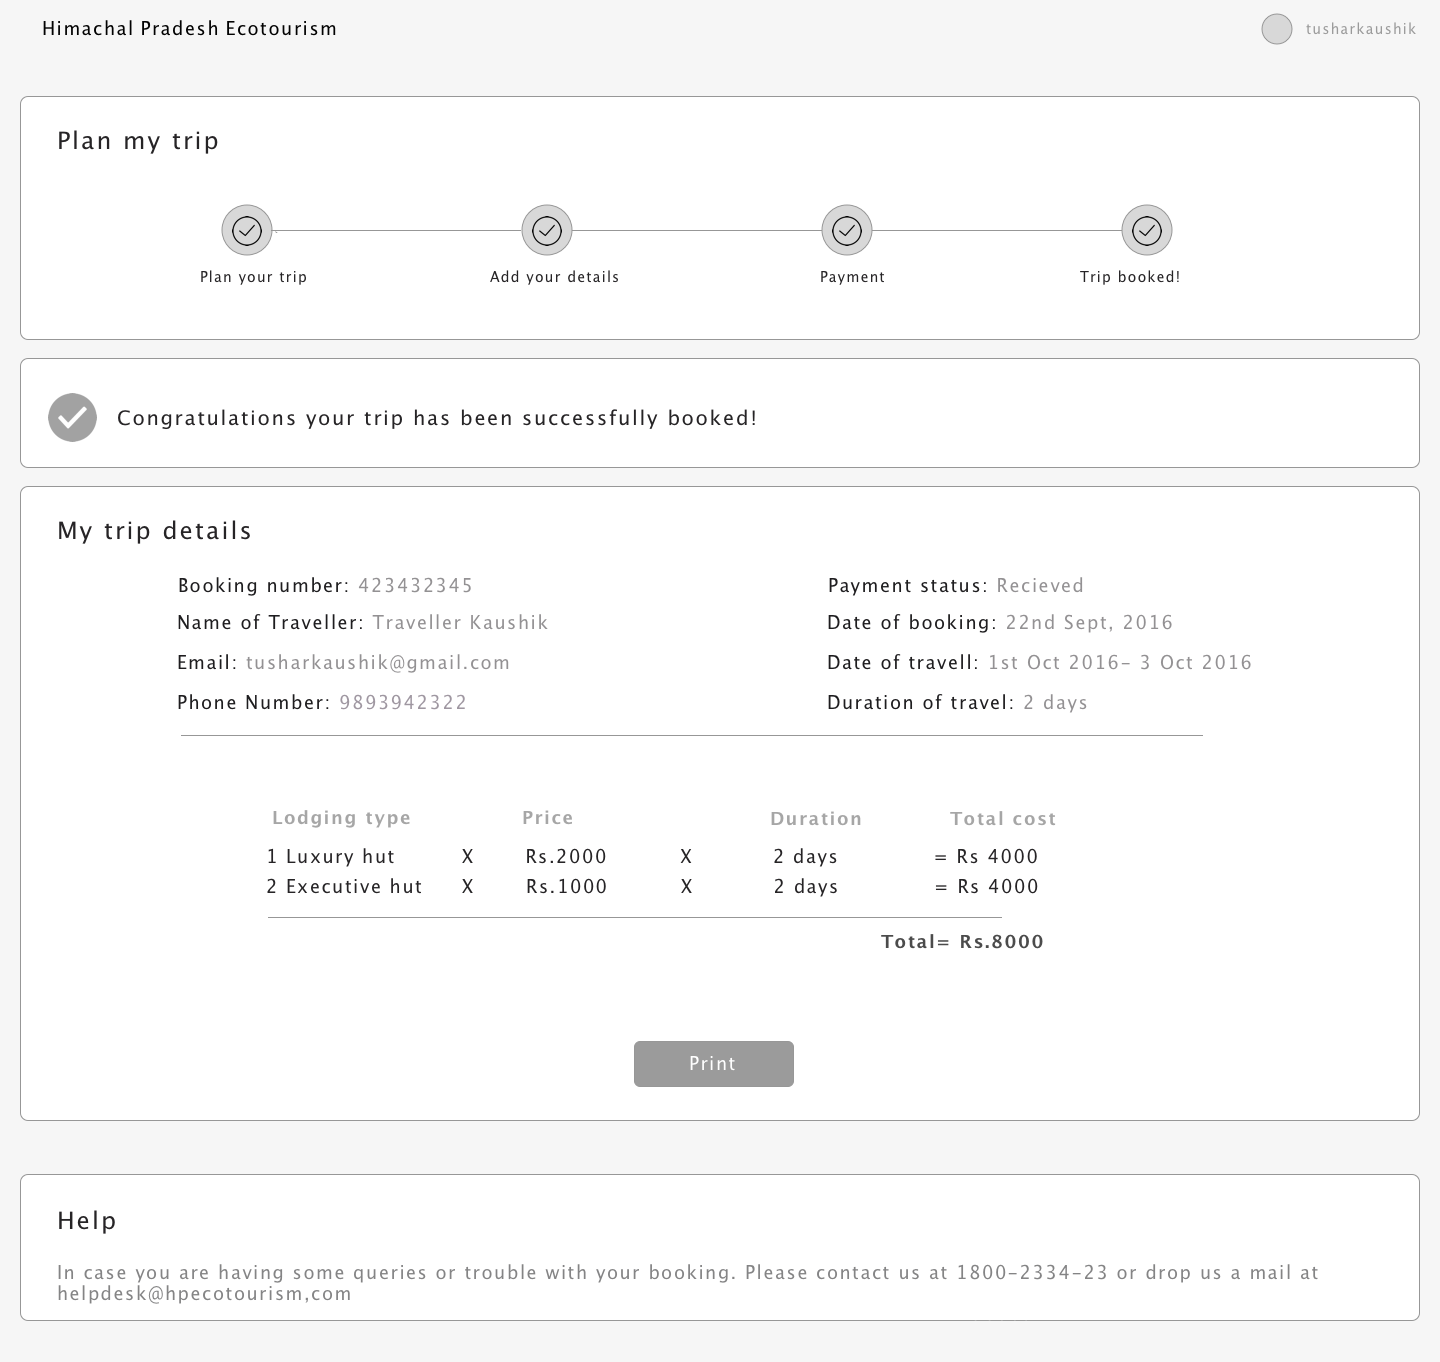 Himachal Pradesh Ecotourism
tusharkaushik
Plan my trip
Plan your trip
Add your details
Payment
Trip booked!
Congratulations your trip has been successfully booked!
My trip details
Booking number: 423432345
Payment status: Recieved
Name of Traveller: Traveller Kaushik
Date of booking: 22nd Sept, 2016
Email: tusharkaushik@gmail.com
Date of travell: 1st Oct 2016– 3 Oct 2016
Phone Number: 9893942322
Duration of travel: 2 days
Lodging type Price Duration Total cost
1 Luxury hut X Rs.2000 X 2 days = Rs 4000
2 Executive hut X Rs.1000 X 2 days = Rs 4000
Total= Rs.8000
Print
Help
In case you are having some queries or trouble with your booking. Please contact us at 1800–2334–23 or drop us a mail at
helpdesk@hpecotourism,com